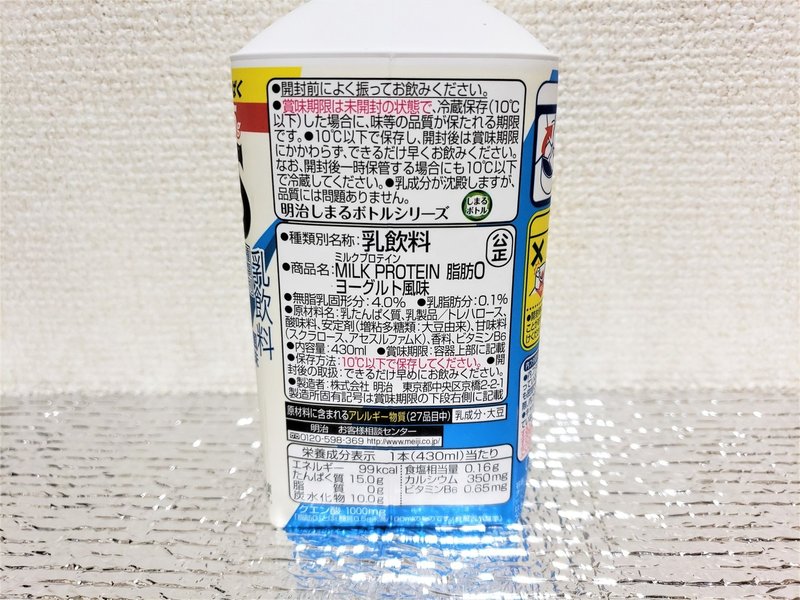 ●開封前によく振ってお飲みください。
●賞味期限は未開封の状態で、冷蔵保存(10℃
以下)した場合に、味等の品質が保たれる期限
です。●10℃以下で保存し、開封後は賞味期限
にかかわらず、できるだけ早くお飲みください。
なお、開封後一時保管する場合にも10℃以下
で冷蔵してください。●乳成分が沈殿しますが、
品質には問題ありません。
明治しまるボトルシリーズ
しまる
ボトル
●種類別名称:乳飲料
公正
ミルクプロテイン
●商品名:MILK PROTEIN 脂肪0
ヨーグルト風味
●無脂乳固形分:4.0% ●乳脂肪分:0.1%
●原材料名:乳たんぱく質、乳製品/トレハロース、
酸味料、安定剤(増粘多糖類:大豆由来)、甘味料
(スクラロース、アセスルファムK)、香料、ビタミンB6
●内容量:430ml ●賞味期限:容器上部に記載
●保存方法:10℃以下で保存してください。●開
封後の取扱:できるだけ早めにお飲みください。
●製造者:株式会社 明治 東京都中央区京橋2-2-1
製造所固有記号は賞味期限の下段右側に記載
原材料に含まれるアレルギー物質(27品目中) 乳成分・大豆
明治 お客様相談センター
0120-598-369 http://www.meiji.co.jp/
栄養成分表示 1本(430ml)当たり
エネルギー 99kcal 食塩相当量 0.16g
たんぱく質 15.0g カルシウム 350mg
脂質 0g ビタミンB6 0.65mg
炭水化物 10.0g
クエン酸 1000mg
乳飲料